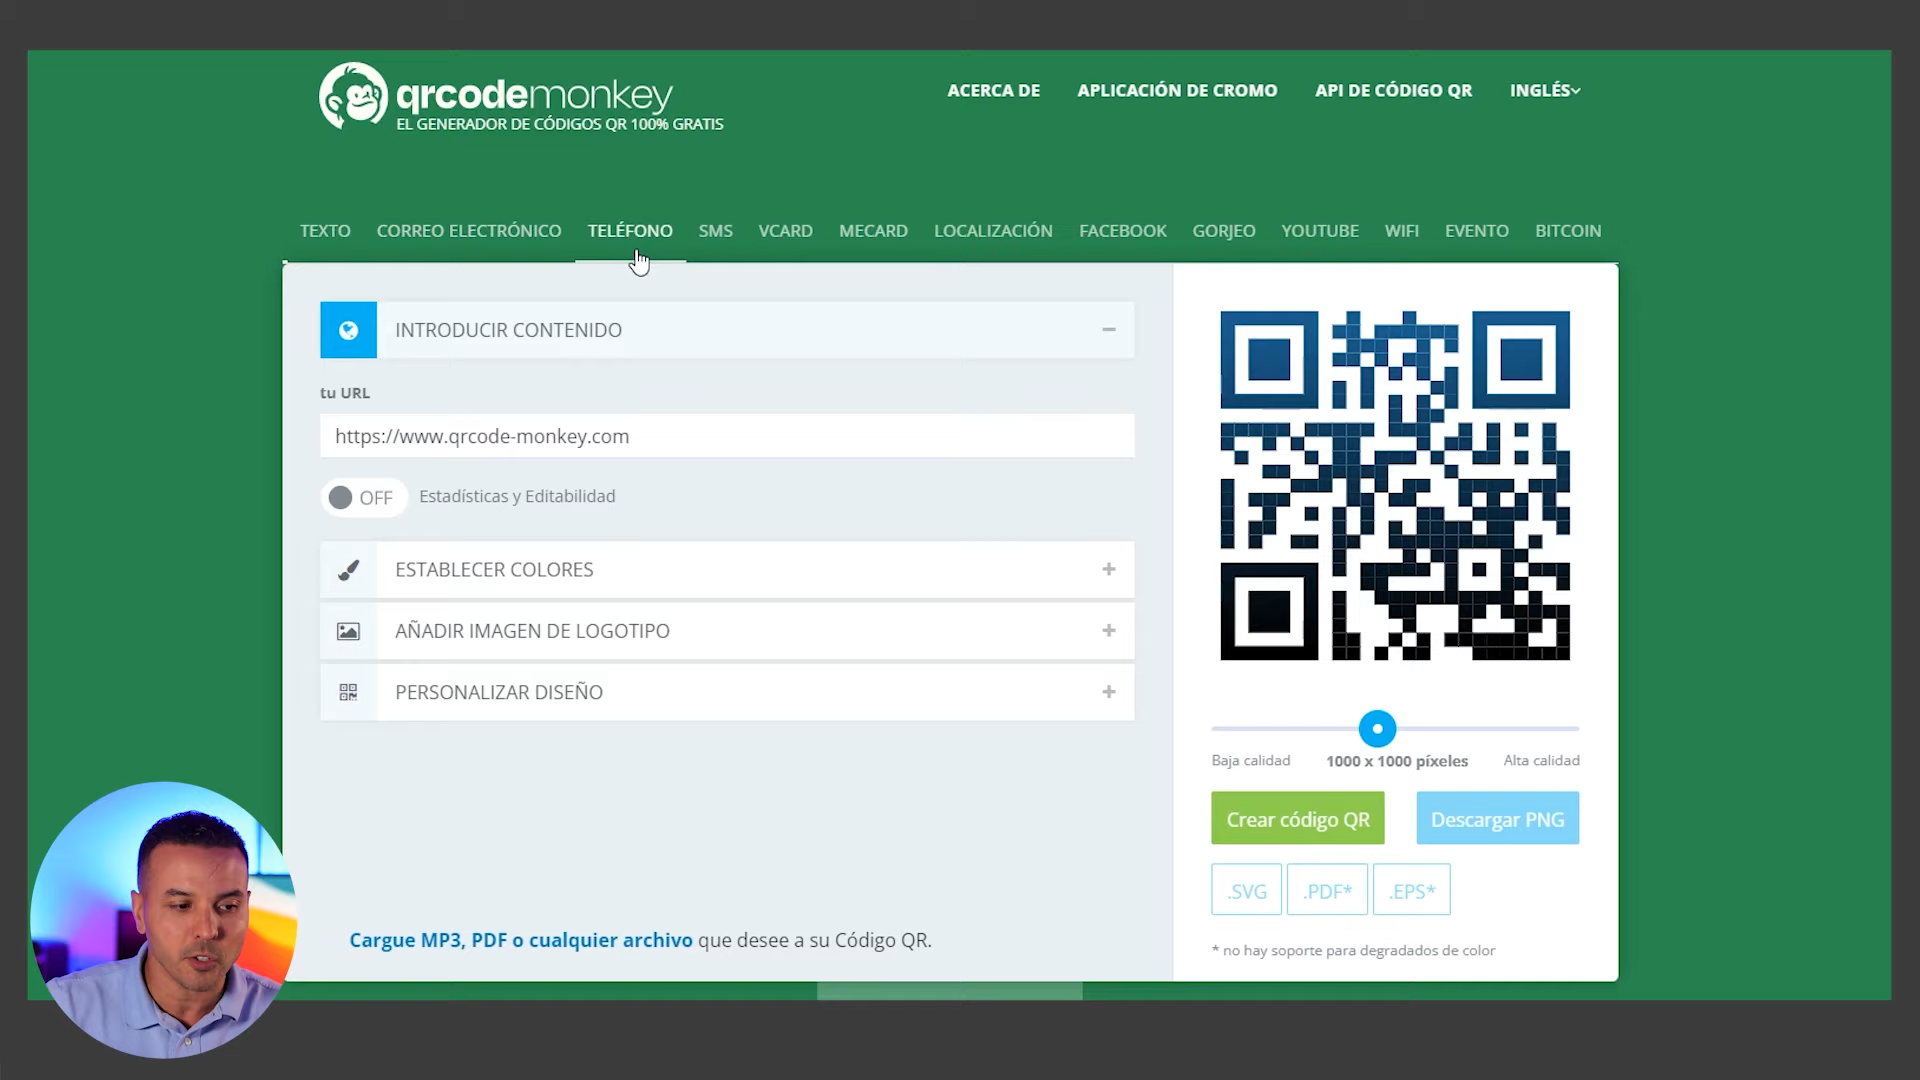 qrcodemonkey
EL GENERADOR DE CÓDIGOS QR 100% GRATIS
ACERCA DE APLICACIÓN DE CROMO API DE CÓDIGO QR INGLÉS
TEXTO CORREO ELECTRÓNICO TELÉFONO SMS VCARD MECARD LOCALIZACIÓN FACEBOOK GORJEO YOUTUBE WIFI EVENTO BITCOIN
INTRODUCIR CONTENIDO
tu URL
https://www.qrcode-monkey.com
OFF Estadísticas y Editabilidad
ESTABLECER COLORES
AÑADIR IMAGEN DE LOGOTIPO
PERSONALIZAR DISEÑO
Cargue MP3, PDF o cualquier archivo que desee a su Código QR.
Baja calidad 1000 x 1000 píxeles Alta calidad
Crear código QR Descargar PNG
.SVG .PDF* .EPS*
* no hay soporte para degradados de color